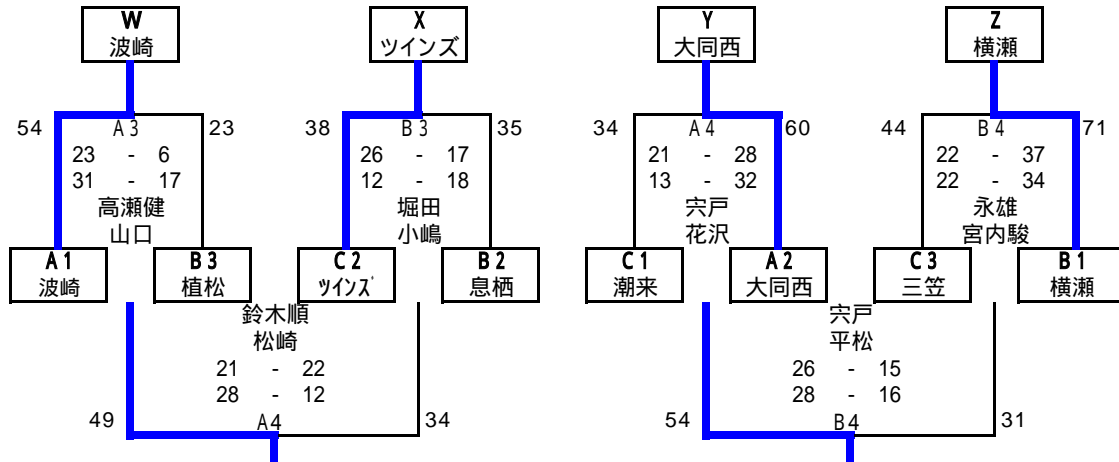 W X Y Z
波崎 ツインズ 大同西 横瀬
54 A3 23 38 B3 35 34 A4 60 44 B4 71
23 - 6 26 - 17 21 - 28 22 - 37
31 - 17 12 - 18 13 - 32 22 - 34
高瀬健 堀田 宍戸 永雄
山口 小嶋 花沢 宮内駿
A1 B3 C2 B2 C1 A2 C3 B1
波崎 植松 ﾂｲﾝｽﾞ 息栖 潮来 大同西 三笠 横瀬
鈴木順 宍戸
松崎 平松
21 - 22 26 - 15
28 - 12 28 - 16
49 A4 34 54 B4 31